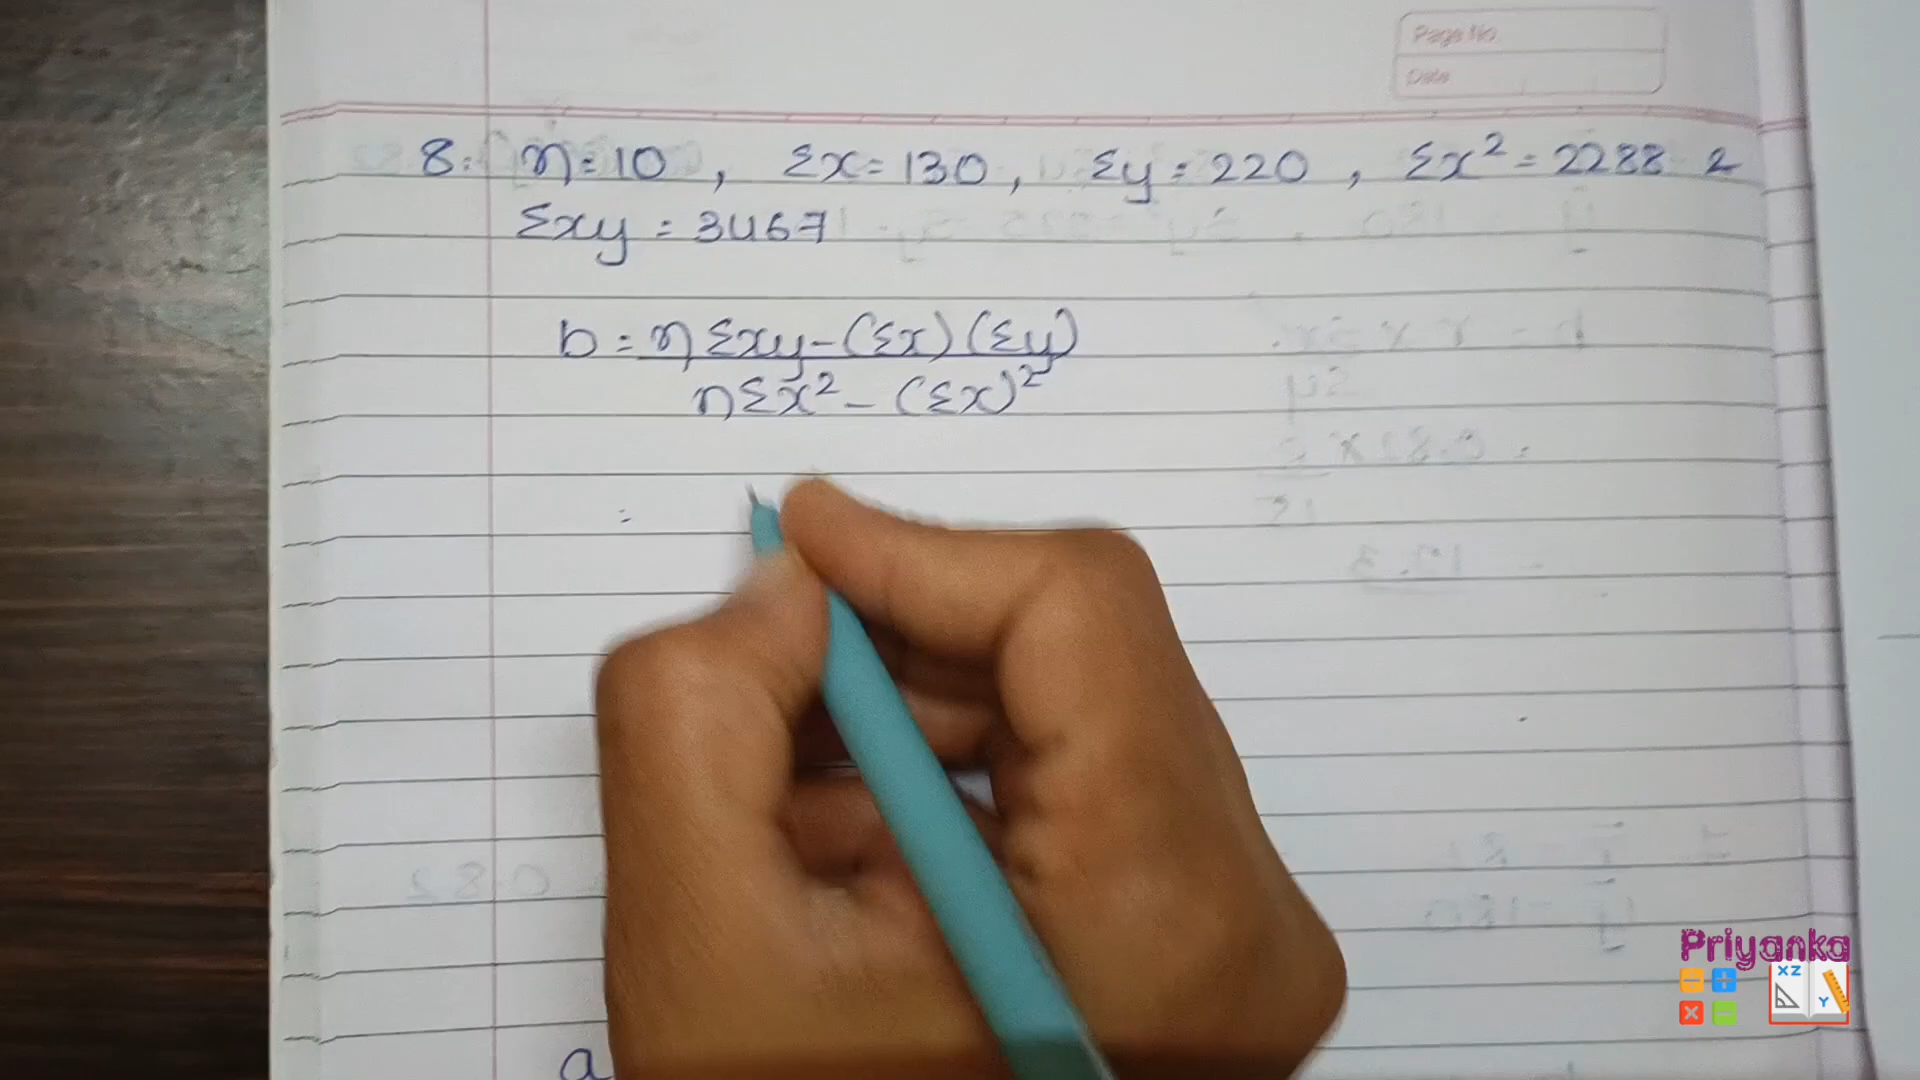 Page No.
Date
8. n=10, Σx=130, Σy=220, Σx²=2288 &
Σxy=3467
b = nΣxy-(Σx)(Σy)
nΣx²-(Σx)²
=
a
Priyanka
XZ
Y